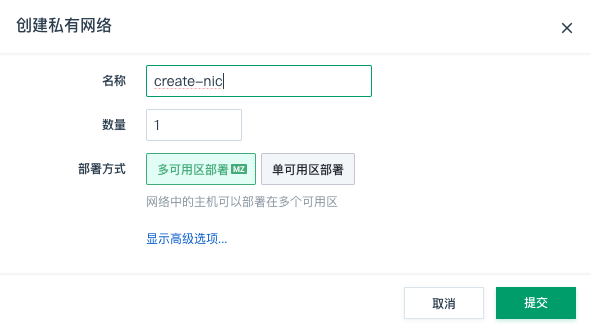 创建私有网络
名称 create-nic
数量 1
部署方式 多可用区部署 MZ 单可用区部署
网络中的主机可以部署在多个可用区
显示高级选项...
取消 提交